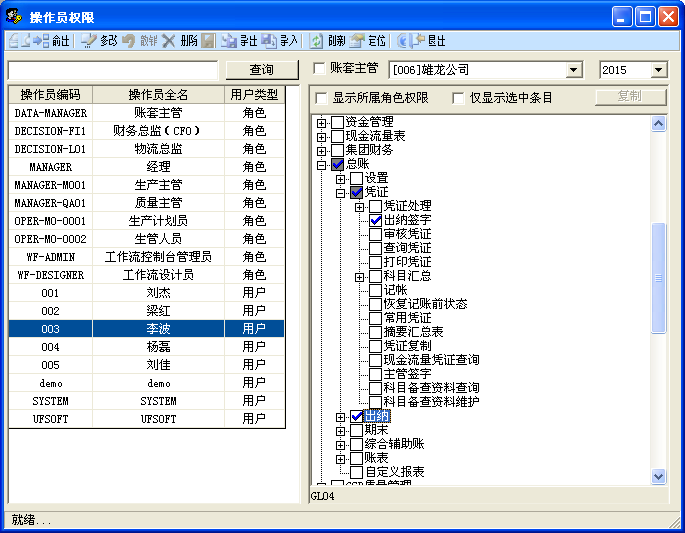 操作员权限
输出 修改 放弃 删除 导出 导入 刷新 定位 退出
查询
账套主管 [006]雄龙公司 2015
显示所属角色权限 仅显示选中条目 复制
操作员编码 操作员全名 用户类型
DATA-MANAGER 账套主管 角色
DECISION-FI1 财务总监(CFO) 角色
DECISION-LO1 物流总监 角色
MANAGER 经理 角色
MANAGER-MO01 生产主管 角色
MANAGER-QA01 质量主管 角色
OPER-MO-0001 生产计划员 角色
OPER-MO-0002 生管人员 角色
WF-ADMIN 工作流控制台管理员 角色
WF-DESIGNER 工作流设计员 角色
001 刘杰 用户
002 梁红 用户
003 李波 用户
004 杨磊 用户
005 刘佳 用户
demo demo 用户
SYSTEM SYSTEM 用户
UFSOFT UFSOFT 用户
资金管理
现金流量表
集团财务
总账
设置
凭证
凭证处理
出纳签字
审核凭证
查询凭证
打印凭证
科目汇总
记帐
恢复记账前状态
常用凭证
摘要汇总表
凭证复制
现金流量凭证查询
主管签字
科目备查资料查询
科目备查资料维护
出纳
期末
综合辅助账
账表
自定义报表
GSP质量管理
GL04
就绪...